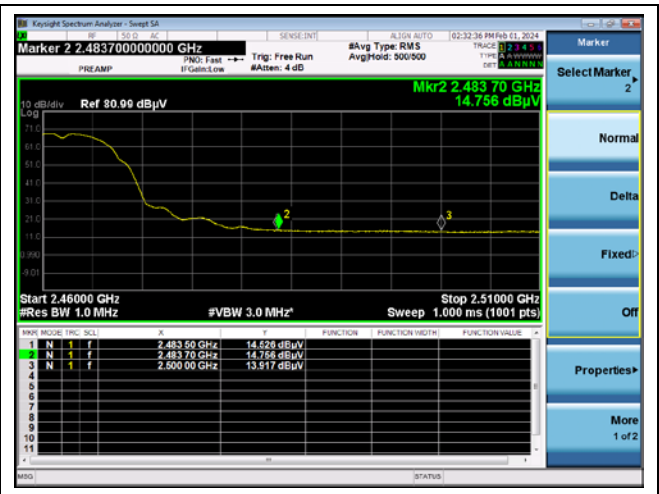 Keysight Spectrum Analyzer - Swept SA
RF 50 Ω AC SENSE:INT ALIGN AUTO 02:32:36 PM Feb 01, 2024
Marker 2 2.483700000000 GHz
PREAMP
PNO: Fast
IFGain:Low
Trig: Free Run
#Atten: 4 dB
#Avg Type: RMS
Avg|Hold: 500/500
TRACE 1 2 3 4 5 6
TYPE
DET A A N N N N
Mkr2 2.483 70 GHz
14.756 dBµV
10 dB/div Ref 80.99 dBµV
Log
71.0
61.0
51.0
41.0
31.0
21.0
11.0
0.990
-9.01
2
3
Start 2.46000 GHz Stop 2.51000 GHz
#Res BW 1.0 MHz #VBW 3.0 MHz* Sweep 1.000 ms (1001 pts)
MKR MODE TRC SCL X Y FUNCTION FUNCTION WIDTH FUNCTION VALUE
1 N 1 f 2.483 50 GHz 14.526 dBµV
2 N 1 f 2.483 70 GHz 14.756 dBµV
3 N 1 f 2.500 00 GHz 13.917 dBµV
4
5
6
7
8
9
10
11
MSG STATUS
Marker
Select Marker
2
Normal
Delta
Fixed
Off
Properties
More
1 of 2